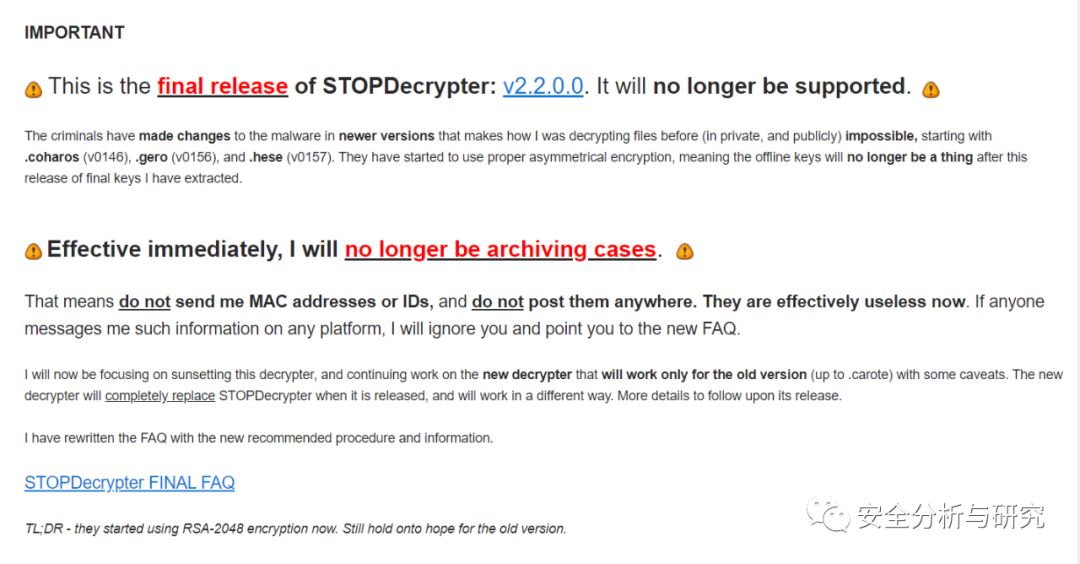 IMPORTANT
This is the final release of STOPDecrypter: v2.2.0.0. It will no longer be supported.
The criminals have made changes to the malware in newer versions that makes how I was decrypting files before (in private, and publicly) impossible, starting with
.coharos (v0146), .gero (v0156), and .hese (v0157). They have started to use proper asymmetrical encryption, meaning the offline keys will no longer be a thing after this
release of final keys I have extracted.
Effective immediately, I will no longer be archiving cases.
That means do not send me MAC addresses or IDs, and do not post them anywhere. They are effectively useless now. If anyone
messages me such information on any platform, I will ignore you and point you to the new FAQ.
I will now be focusing on sunsetting this decrypter, and continuing work on the new decrypter that will work only for the old version (up to .carote) with some caveats. The new
decrypter will completely replace STOPDecrypter when it is released, and will work in a different way. More details to follow upon its release.
I have rewritten the FAQ with the new recommended procedure and information.
STOPDecrypter FINAL FAQ
TL;DR - they started using RSA-2048 encryption now. Still hold onto hope for the old version.
安全分析与研究